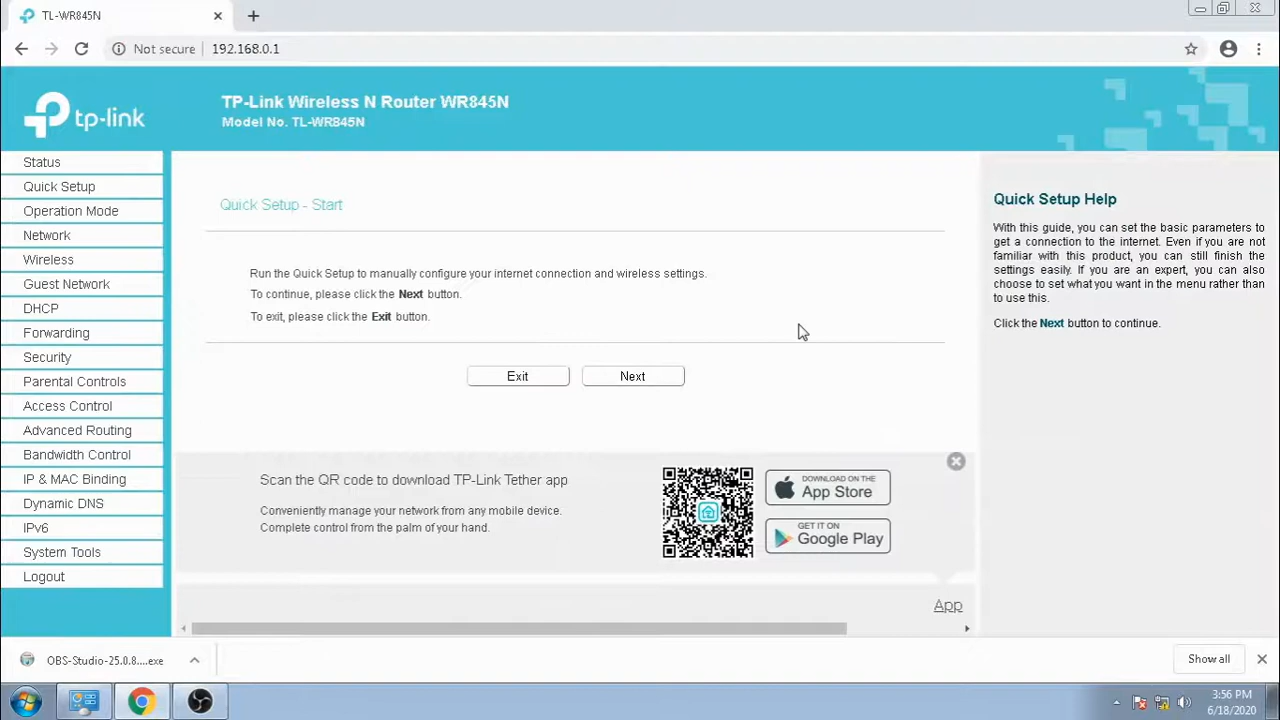 TL-WR845N
Not secure
192.168.0.1
tp-link
TP-Link Wireless N Router WR845N
Model No. TL-WR845N
Status
Quick Setup
Operation Mode
Network
Wireless
Guest Network
DHCP
Forwarding
Security
Parental Controls
Access Control
Advanced Routing
Bandwidth Control
IP & MAC Binding
Dynamic DNS
IPv6
System Tools
Logout
Quick Setup - Start
Run the Quick Setup to manually configure your internet connection and wireless settings.
To continue, please click the Next button.
To exit, please click the Exit button.
Exit
Next
Scan the QR code to download TP-Link Tether app
Conveniently manage your network from any mobile device.
Complete control from the palm of your hand.
DOWNLOAD ON THE
App Store
GET IT ON
Google Play
App
Quick Setup Help
With this guide, you can set the basic parameters to
get a connection to the internet. Even if you are not
familiar with this product, you can still finish the
settings easily. If you are an expert, you can also
choose to set what you want in the menu rather than
to use this.
Click the Next button to continue.
OBS-Studio-25.0.8....exe
Show all
3:56 PM
6/18/2020